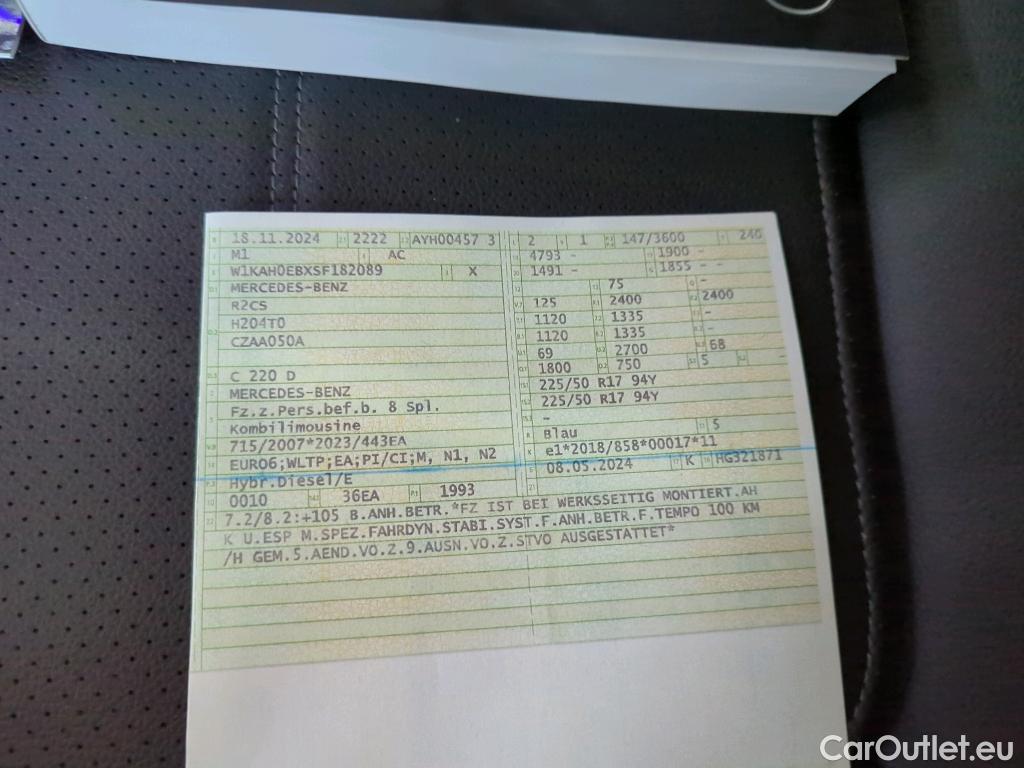 18.11.2024 2222 AYH00457 3
M1 AC
W1KAH0EBXSF182089 X
MERCEDES-BENZ
R2CS
H204T0
CZAA050A
C 220 D
MERCEDES-BENZ
Fz.z.Pers.bef.b. 8 Spl.
Kombilimousine
715/2007*2023/443EA
EURO6;WLTP;EA;PI/CI;M, N1, N2
Hybr.Diesel/E
0010 36EA 1993
2 1 147/3600 240
4793 - 1900 -
1491 - 1855 - -
75 -
125 2400 2400
1120 1335 -
1120 1335 -
69 2700 68
1800 750 5 -
225/50 R17 94Y
225/50 R17 94Y
-
Blau 5
e1*2018/858*00017*11
08.05.2024 K HG321871
7.2/8.2:+105 B.ANH.BETR.*FZ IST BEI WERKSSEITIG MONTIERT.AH
K U.ESP M.SPEZ.FAHRDYN.STABI.SYST.F.ANH.BETR.F.TEMPO 100 KM
/H GEM.5.AEND.VO.Z.9.AUSN.VO.Z.STVO AUSGESTATTET*
CarOutlet.eu